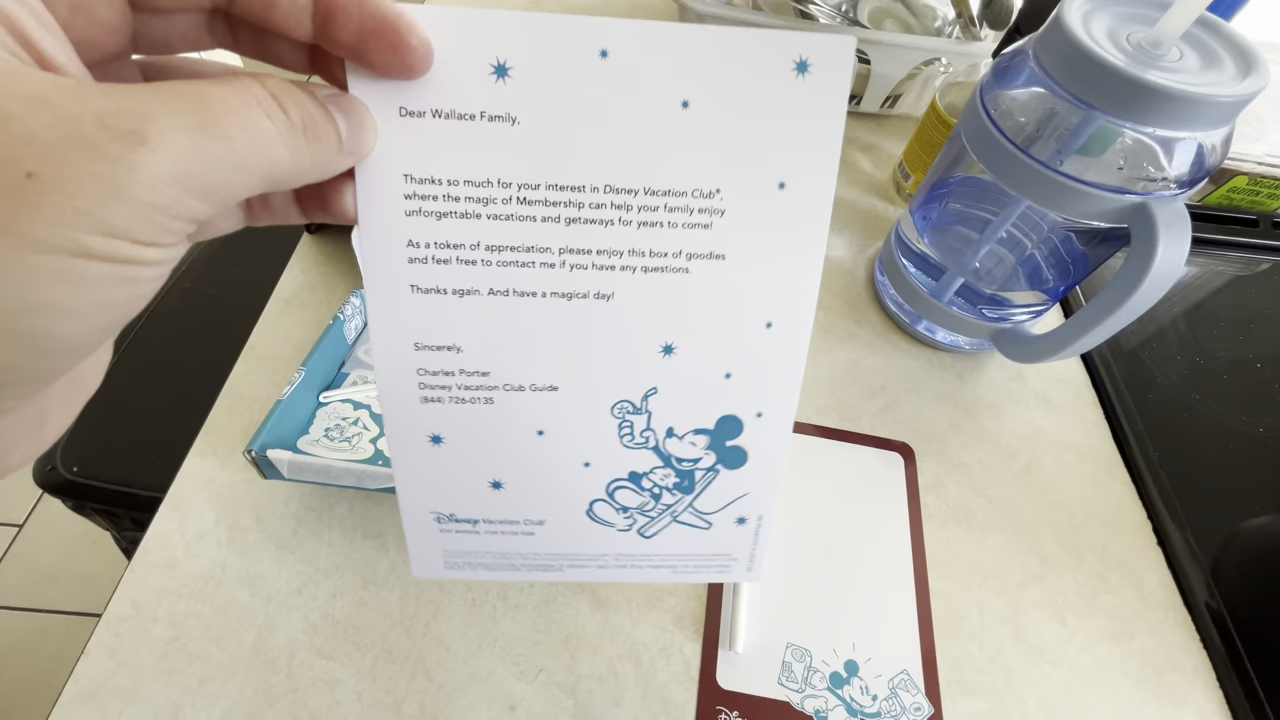 Dear Wallace Family,
Thanks so much for your interest in Disney Vacation Club®,
where the magic of Membership can help your family enjoy
unforgettable vacations and getaways for years to come!
As a token of appreciation, please enjoy this box of goodies
and feel free to contact me if you have any questions.
Thanks again. And have a magical day!
Sincerely,
Charles Porter
Disney Vacation Club Guide
(844) 726-0135
Disney Vacation Club®
ORGANIC
GLUTEN FREE